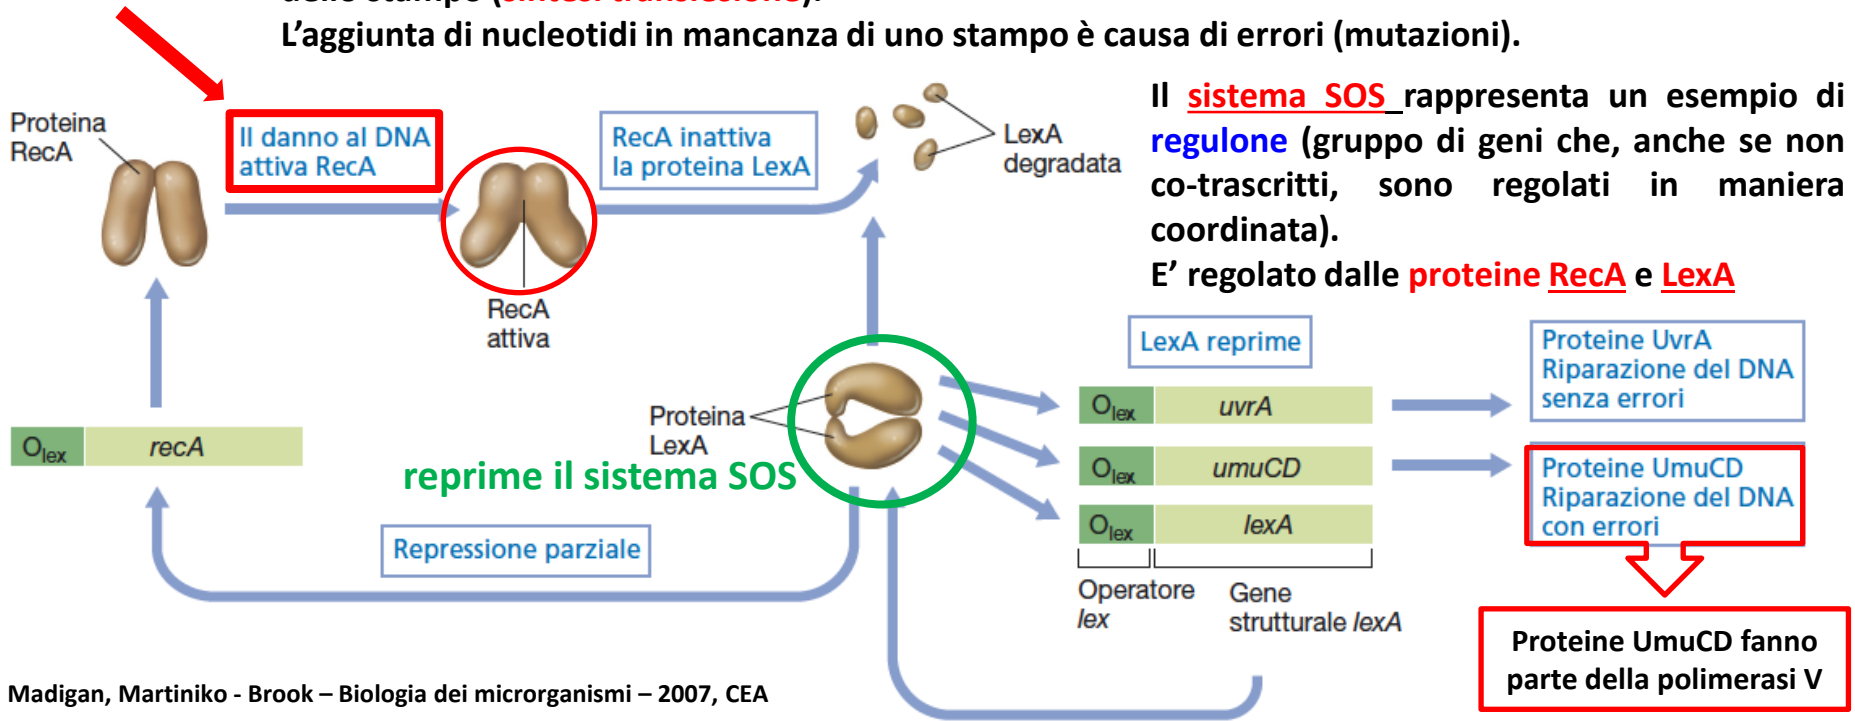 dello stampo (sintesi translesione).
L'aggiunta di nucleotidi in mancanza di uno stampo è causa di errori (mutazioni).
Proteina
RecA
Il danno al DNA
attiva RecA
RecA inattiva
la proteina LexA
LexA
degradata
Il sistema SOS rappresenta un esempio di
regulone (gruppo di geni che, anche se non
co-trascritti, sono regolati in maniera
coordinata).
E' regolato dalle proteine RecA e LexA
RecA
attiva
LexA reprime
Proteine UvrA
Riparazione del DNA
senza errori
Proteina
LexA
reprime il sistema SOS
Olex uvrA
Olex recA
Olex umuCD
Proteine UmuCD
Riparazione del DNA
con errori
Olex lexA
Repressione parziale
Operatore
lex
Gene
strutturale lexA
Proteine UmuCD fanno
parte della polimerasi V
Madigan, Martiniko - Brook – Biologia dei microrganismi – 2007, CEA